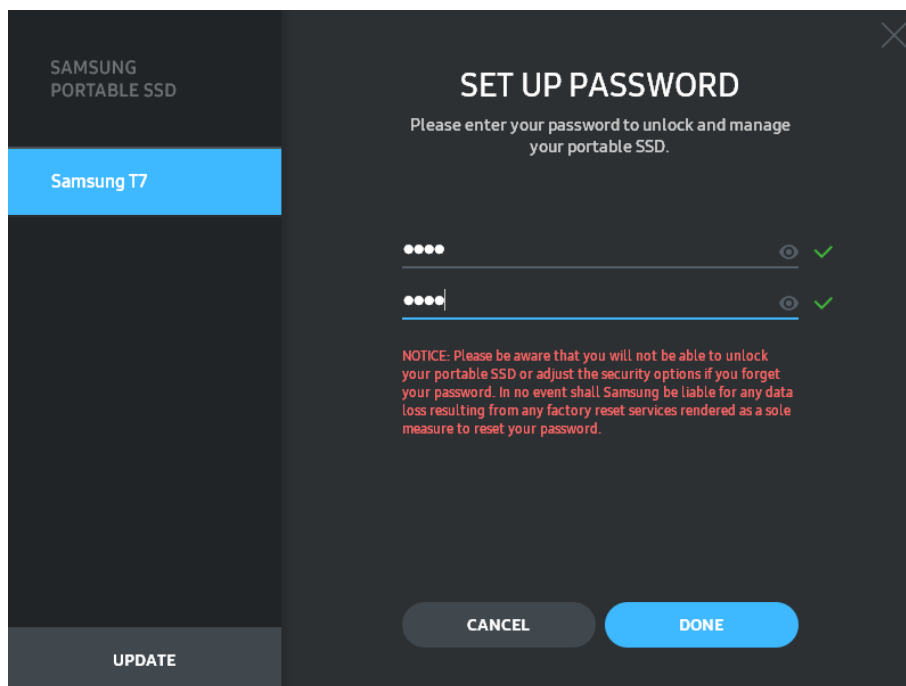 SAMSUNG
PORTABLE SSD
Samsung T7
UPDATE
SET UP PASSWORD
Please enter your password to unlock and manage
your portable SSD.
●●●●
●●●●
NOTICE: Please be aware that you will not be able to unlock
your portable SSD or adjust the security options if you forget
your password. In no event shall Samsung be liable for any data
loss resulting from any factory reset services rendered as a sole
measure to reset your password.
CANCEL
DONE